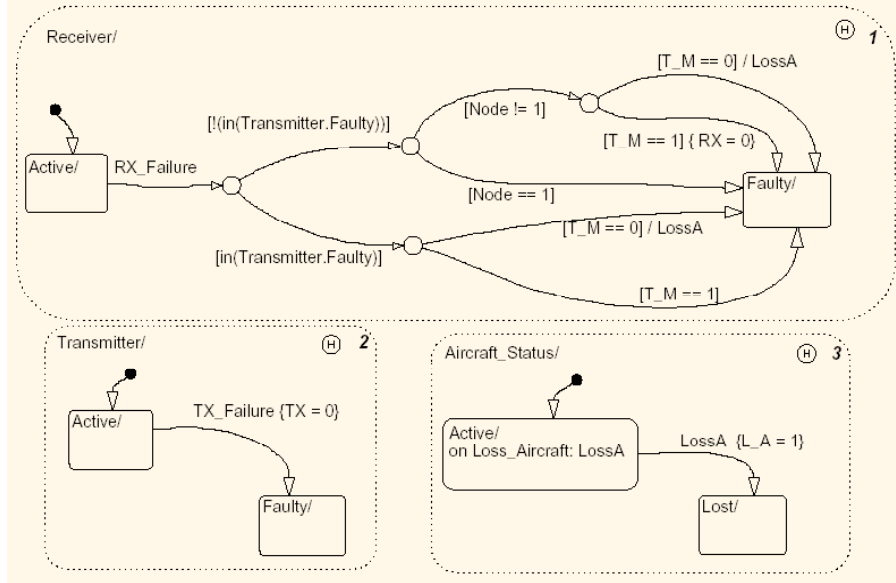 Receiver/
H
1
[T_M == 0] / LossA
[Node != 1]
[!(in(Transmitter.Faulty))]
[T_M == 1] { RX = 0}
Active/
RX_Failure
Faulty/
[Node == 1]
[T_M == 0] / LossA
[in(Transmitter.Faulty)]
[T_M == 1]
Transmitter/
H
2
TX_Failure {TX = 0}
Active/
Faulty/
Aircraft_Status/
H
3
Active/
on Loss_Aircraft: LossA
LossA {L_A = 1}
Lost/